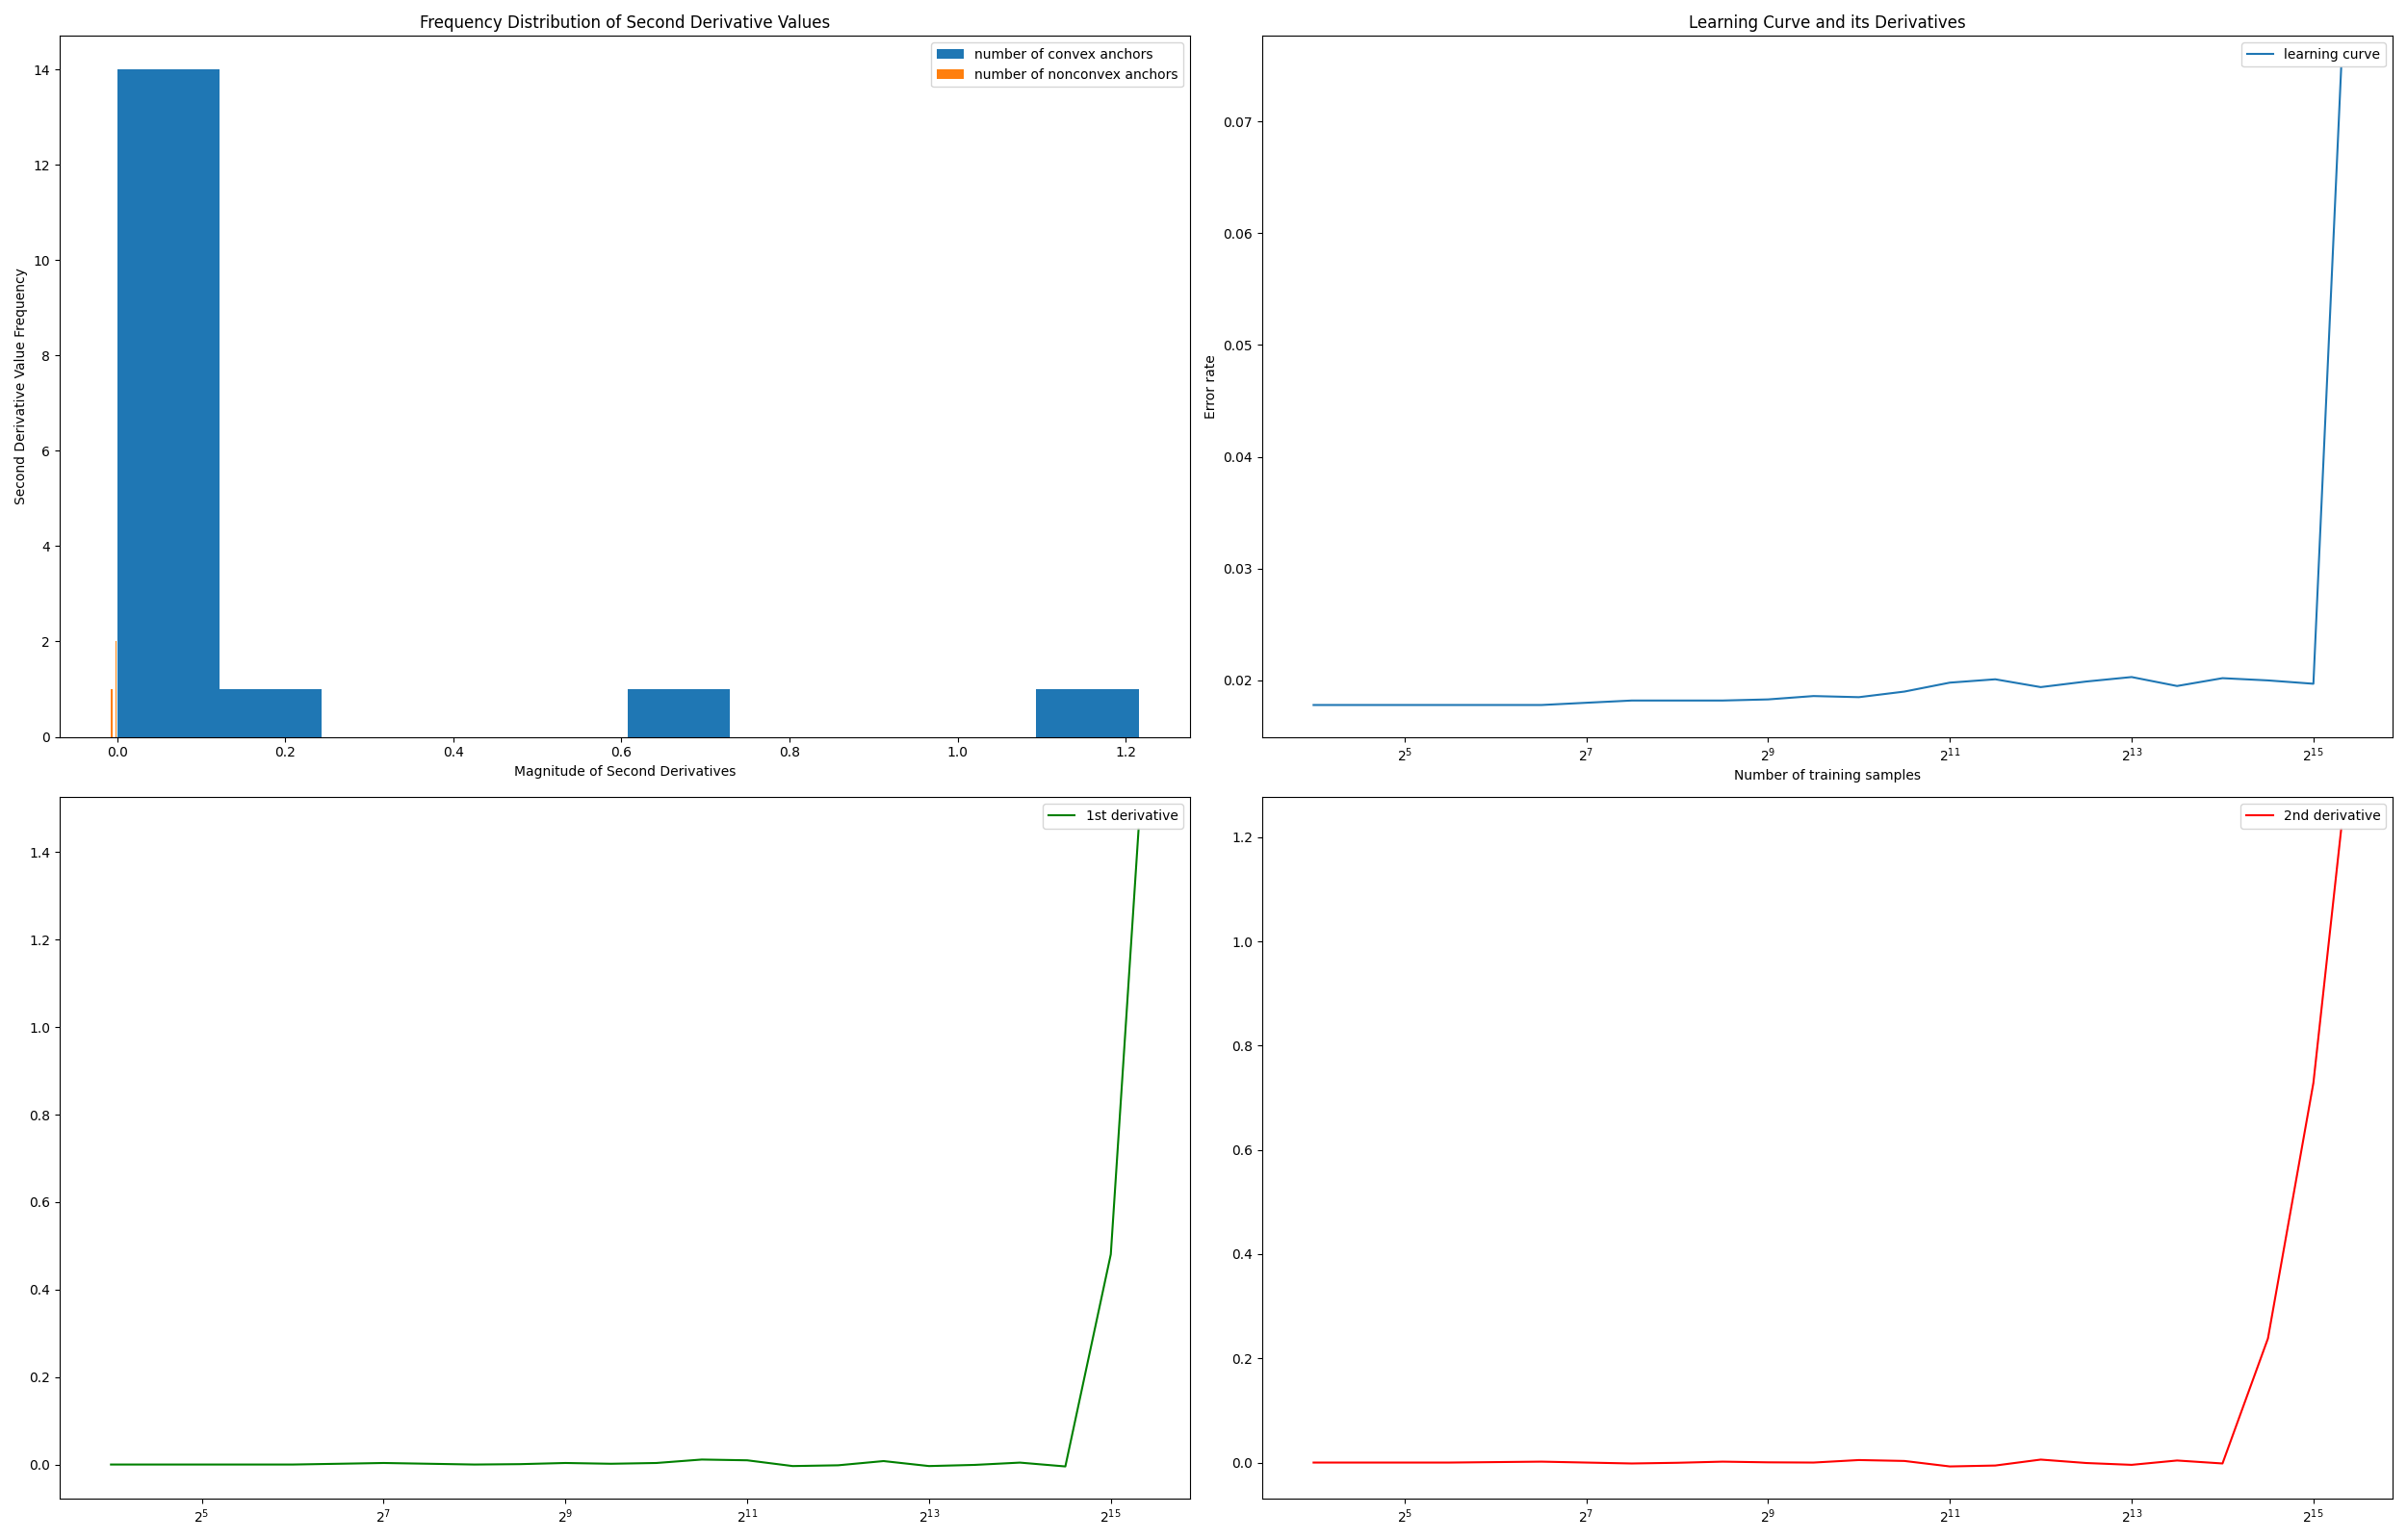 Frequency Distribution of Second Derivative Values
number of convex anchors
number of nonconvex anchors
Second Derivative Value Frequency
14
12
10
8
6
4
2
0
0.0 0.2 0.4 0.6 0.8 1.0 1.2
Magnitude of Second Derivatives
Learning Curve and its Derivatives
learning curve
Error rate
0.07
0.06
0.05
0.04
0.03
0.02
2^5 2^7 2^9 2^11 2^13 2^15
Number of training samples
1st derivative
1.4
1.2
1.0
0.8
0.6
0.4
0.2
0.0
2^5 2^7 2^9 2^11 2^13 2^15
2nd derivative
1.2
1.0
0.8
0.6
0.4
0.2
0.0
2^5 2^7 2^9 2^11 2^13 2^15